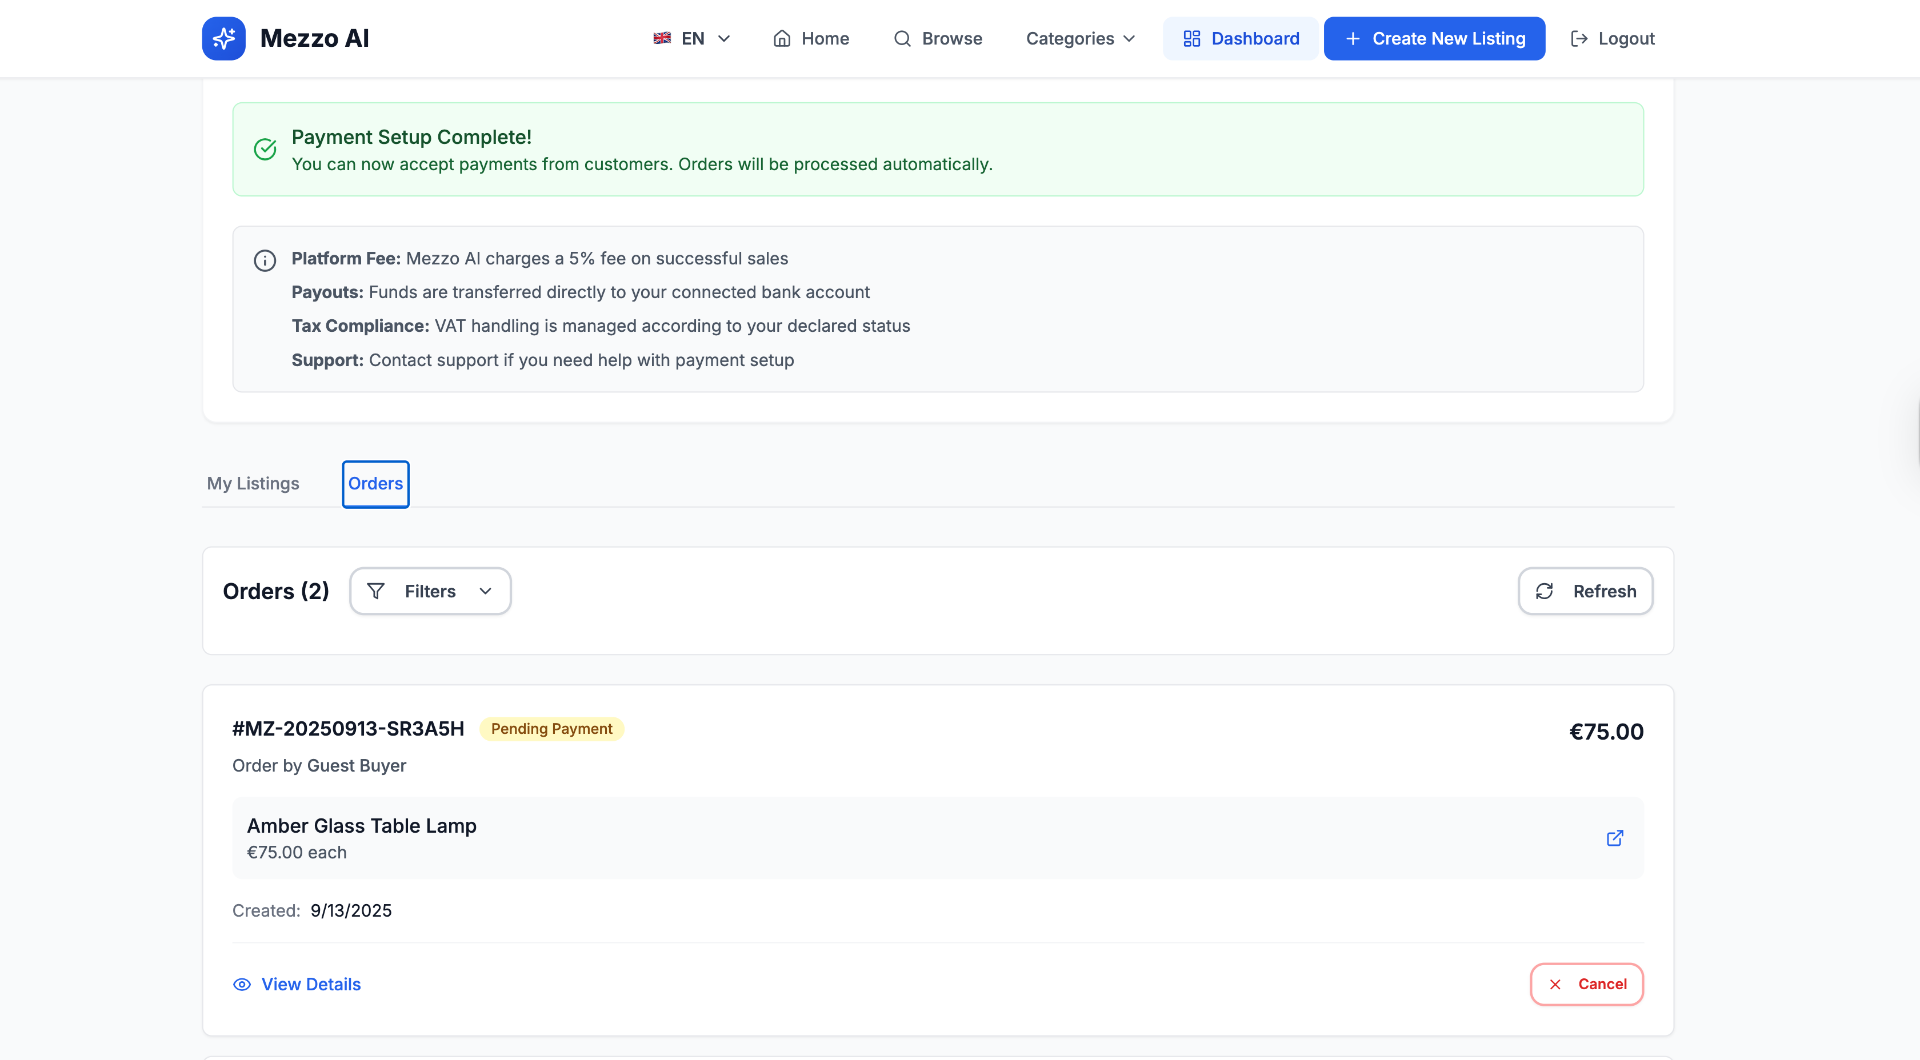 Mezzo AI
EN
Home
Browse
Categories
Dashboard
Create New Listing
Logout
Payment Setup Complete!
You can now accept payments from customers. Orders will be processed automatically.
Platform Fee: Mezzo AI charges a 5% fee on successful sales
Payouts: Funds are transferred directly to your connected bank account
Tax Compliance: VAT handling is managed according to your declared status
Support: Contact support if you need help with payment setup
My Listings
Orders
Orders (2)
Filters
Refresh
#MZ-20250913-SR3A5H
Pending Payment
€75.00
Order by Guest Buyer
Amber Glass Table Lamp
€75.00 each
Created: 9/13/2025
View Details
Cancel